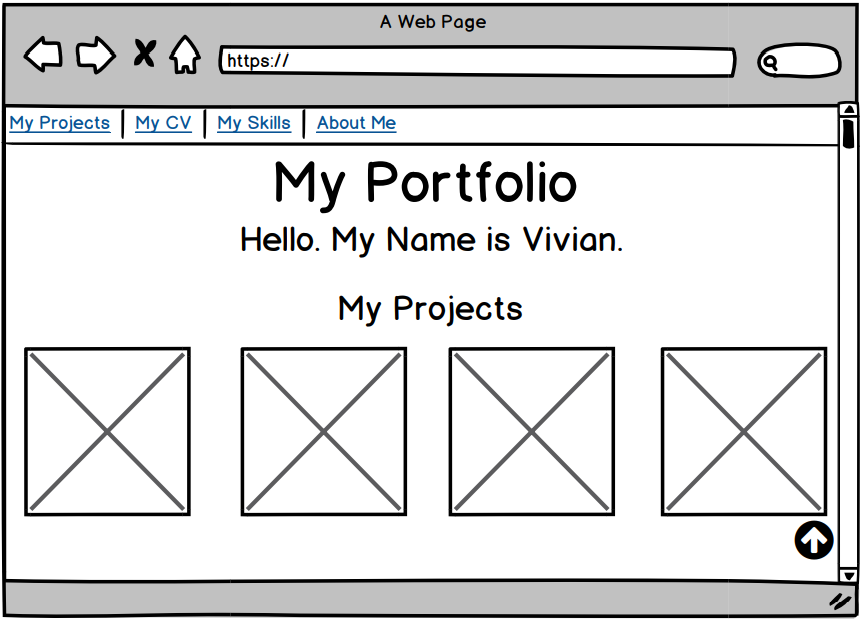 A Web Page
https://
My Projects My CV My Skills About Me
My Portfolio
Hello. My Name is Vivian.
My Projects